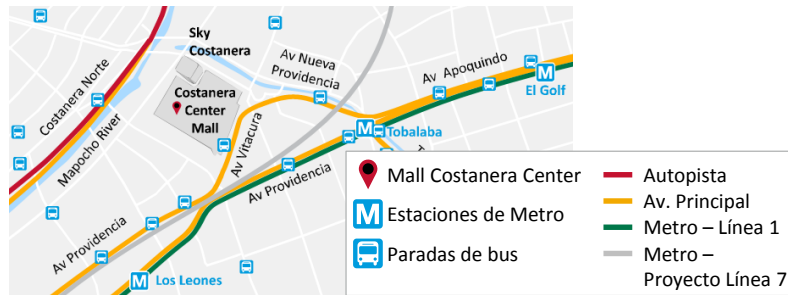 Sky
Costanera
Av Nueva
Providencia
Av Apoquindo
M
El Golf
Costanera Norte
Costanera
Center
Mall
Mapocho River
Av Vitacura
M
Tobalaba
Av Providencia
Av Providencia
M
Los Leones
Mall Costanera Center
M
Estaciones de Metro
Paradas de bus
Autopista
Av. Principal
Metro – Línea 1
Metro –
Proyecto Línea 7